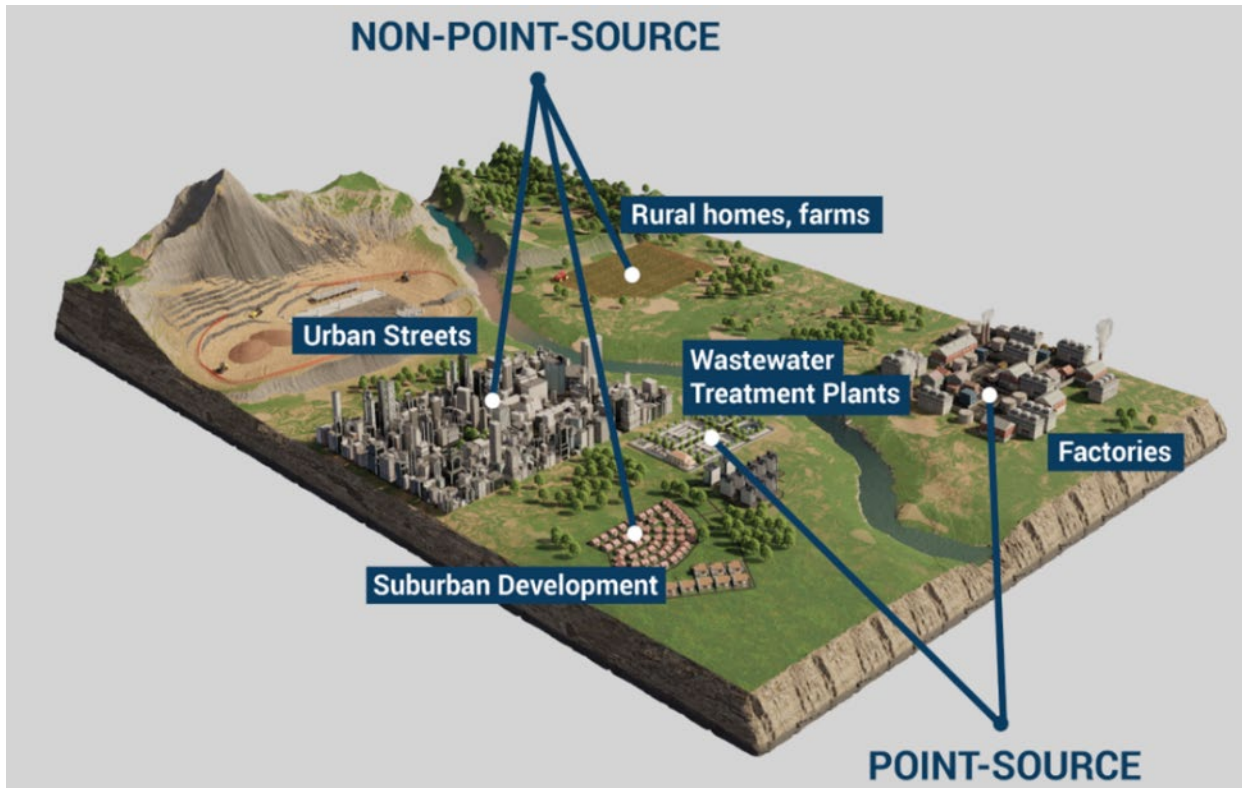 NON-POINT-SOURCE
Rural homes, farms
Urban Streets
Wastewater
Treatment Plants
Factories
Suburban Development
POINT-SOURCE